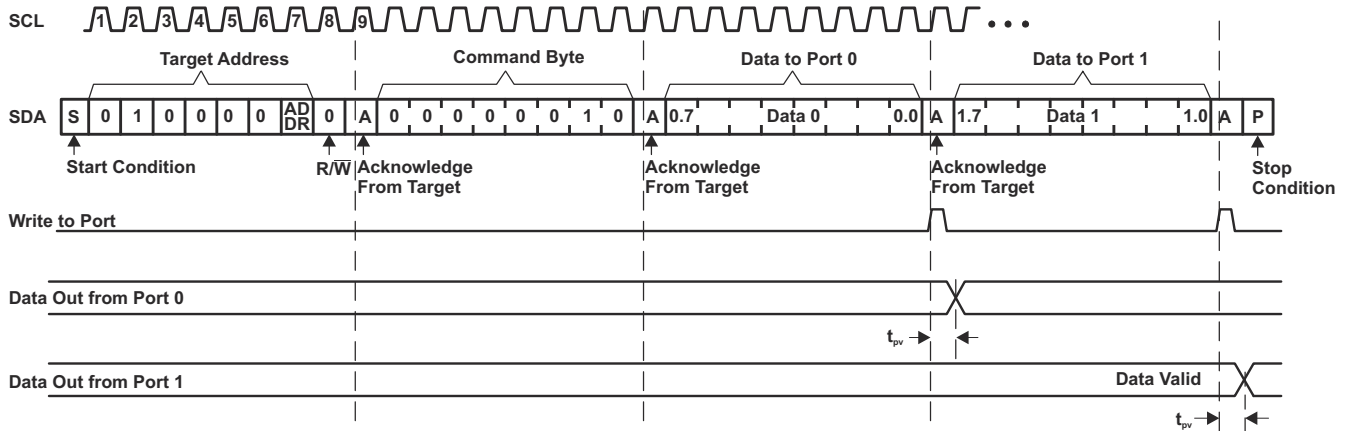 SCL 1 2 3 4 5 6 7 8 9
Target Address Command Byte Data to Port 0 Data to Port 1
SDA S 0 1 0 0 0 0 AD DR 0 A 0 0 0 0 0 0 1 0 A 0.7 Data 0 0.0 A 1.7 Data 1 1.0 A P
Start Condition R/W̅ Acknowledge From Target Acknowledge From Target Acknowledge From Target Stop Condition
Write to Port
Data Out from Port 0
tpv
Data Out from Port 1 Data Valid
tpv